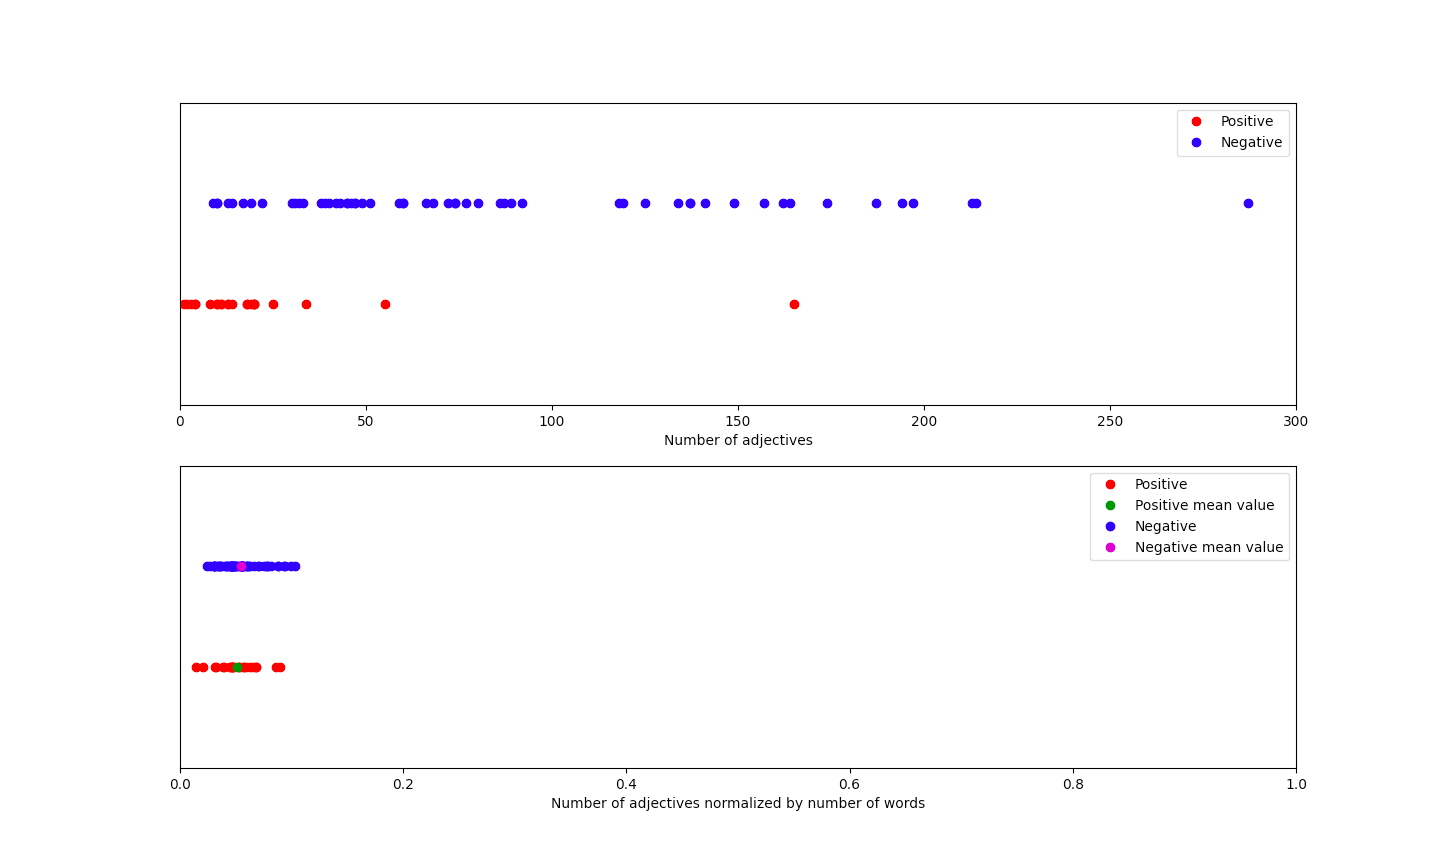 Positive
Negative
0 50 100 150 200 250 300
Number of adjectives
Positive
Positive mean value
Negative
Negative mean value
0.0 0.2 0.4 0.6 0.8 1.0
Number of adjectives normalized by number of words